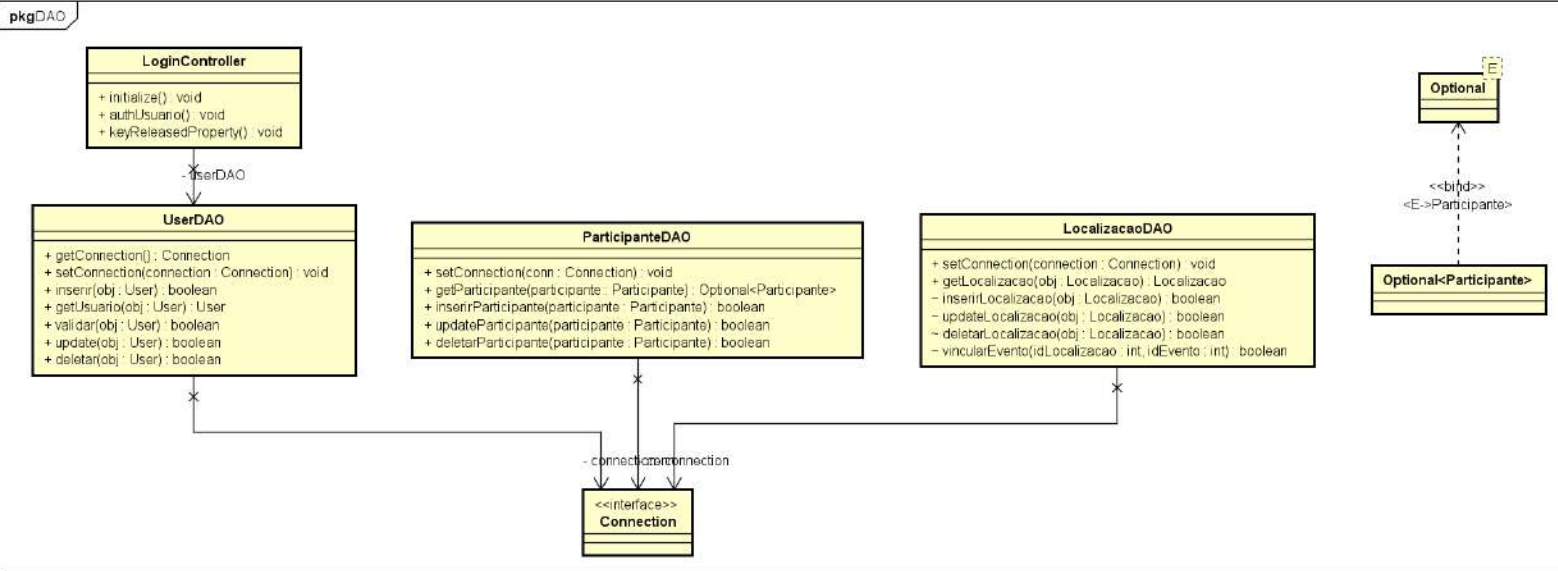 pkg DAO
LoginController
+ initialize() : void
+ authUsuario() : void
+ keyReleasedProperty() : void
- userDAO
UserDAO
+ getConnection() : Connection
+ setConnection(connection : Connection) : void
+ inserir(obj : User) : boolean
+ getUsuario(obj : User) : User
+ validar(obj : User) : boolean
+ update(obj : User) : boolean
+ deletar(obj : User) : boolean
ParticipanteDAO
+ setConnection(conn : Connection) : void
+ getParticipante(participante : Participante) : Optional<Participante>
+ inserirParticipante(participante : Participante) : boolean
+ updateParticipante(participante : Participante) : boolean
+ deletarParticipante(participante : Participante) : boolean
LocalizacaoDAO
+ setConnection(connection : Connection) : void
+ getLocalizacao(obj : Localizacao) : Localizacao
~ inserirLocalizacao(obj : Localizacao) : boolean
~ updateLocalizacao(obj : Localizacao) : boolean
~ deletarLocalizacao(obj : Localizacao) : boolean
~ vincularEvento(idLocalizacao : int, idEvento : int) : boolean
E
Optional
<<bind>>
<E->Participante>
Optional<Participante>
- connection
connection
<<interface>>
Connection